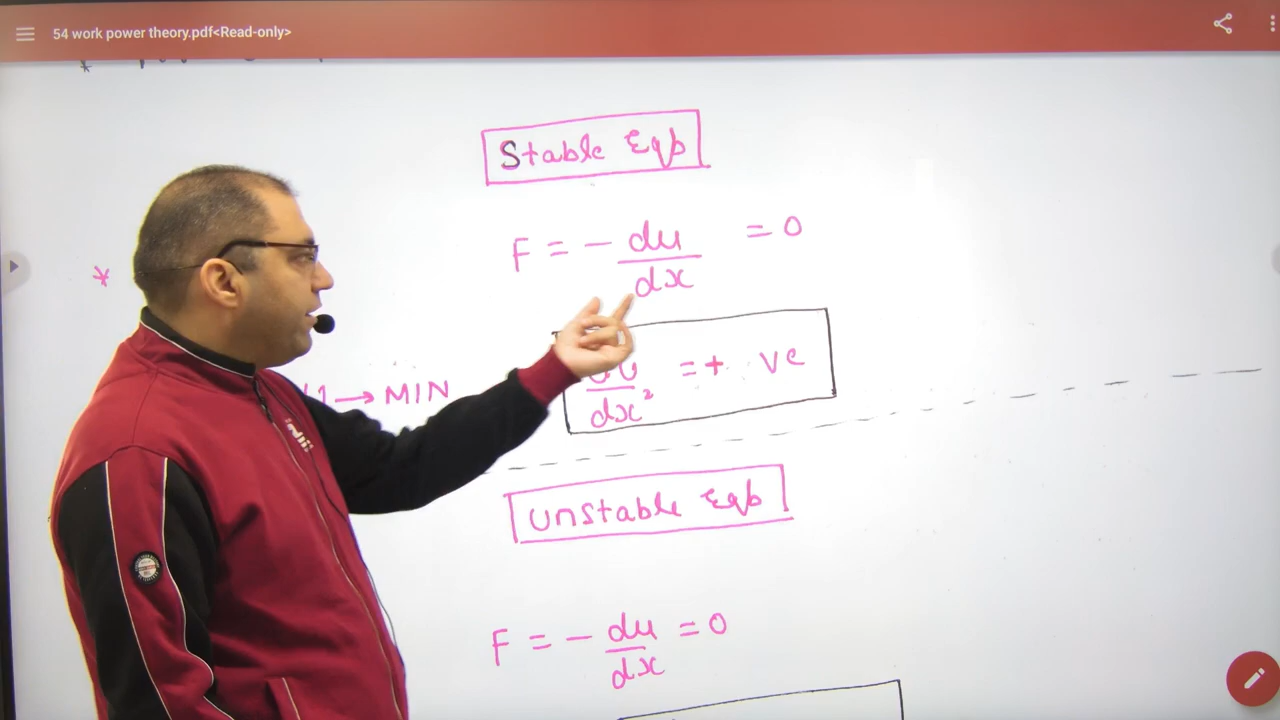 54 work power theory.pdf<Read-only>
Stable Eqb
F = - du/dx = 0
→ MIN
dx² = + ve
unstable Eqb
F = - du/dx = 0